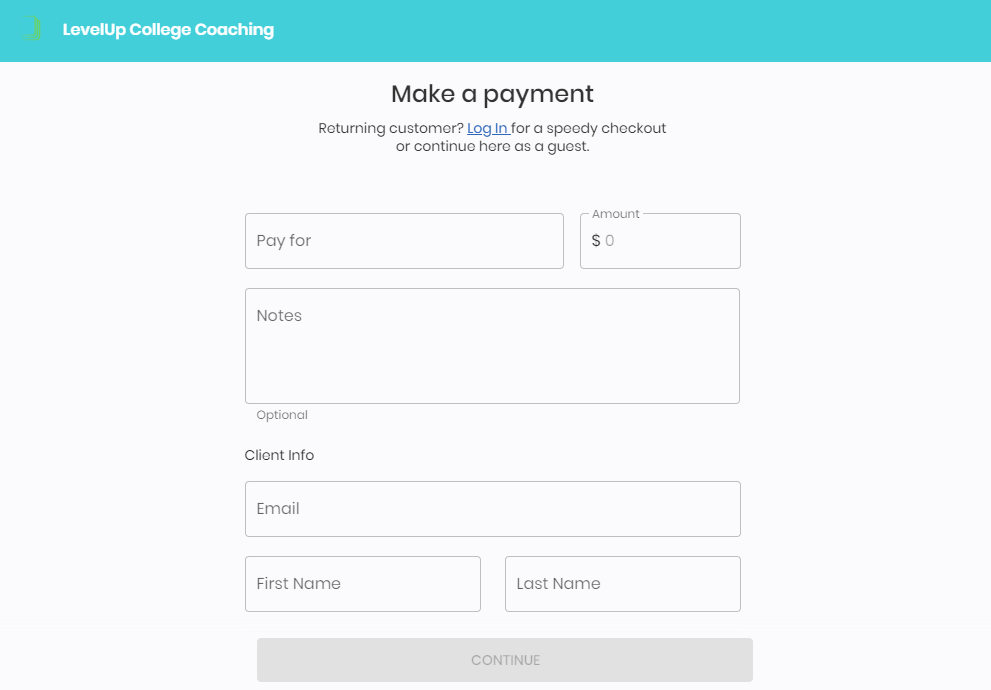 LevelUp College Coaching
Make a payment
Returning customer? Log In for a speedy checkout
or continue here as a guest.
Pay for
Amount
$ 0
Notes
Optional
Client Info
Email
First Name
Last Name
CONTINUE